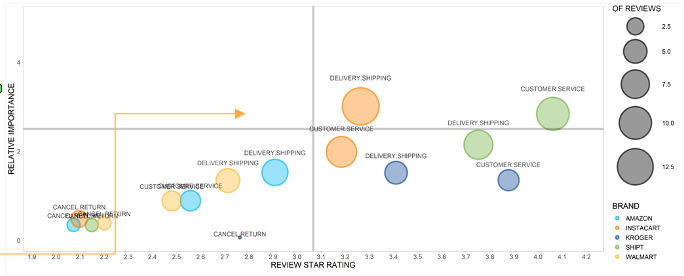 OF REVIEWS
2.5
5.0
7.5
10.0
12.5
BRAND
AMAZON
INSTACART
KROGER
SHIPT
WALMART
RELATIVE IMPORTANCE
4
2
0
DELIVERY.SHIPPING
CUSTOMER.SERVICE
DELIVERY.SHIPPING
CUSTOMER.SERVICE
DELIVERY.SHIPPING
DELIVERY.SHIPPING
DELIVERY.SHIPPING
CUSTOMER.SERVICE
CANCEL.RETURN
CANCEL.RETURN
1.9 2.0 2.1 2.2 2.3 2.4 2.5 2.6 2.7 2.8 2.9 3.0 3.1 3.2 3.3 3.4 3.5 3.6 3.7 3.8 3.9 4.0 4.1 4.2
REVIEW STAR RATING